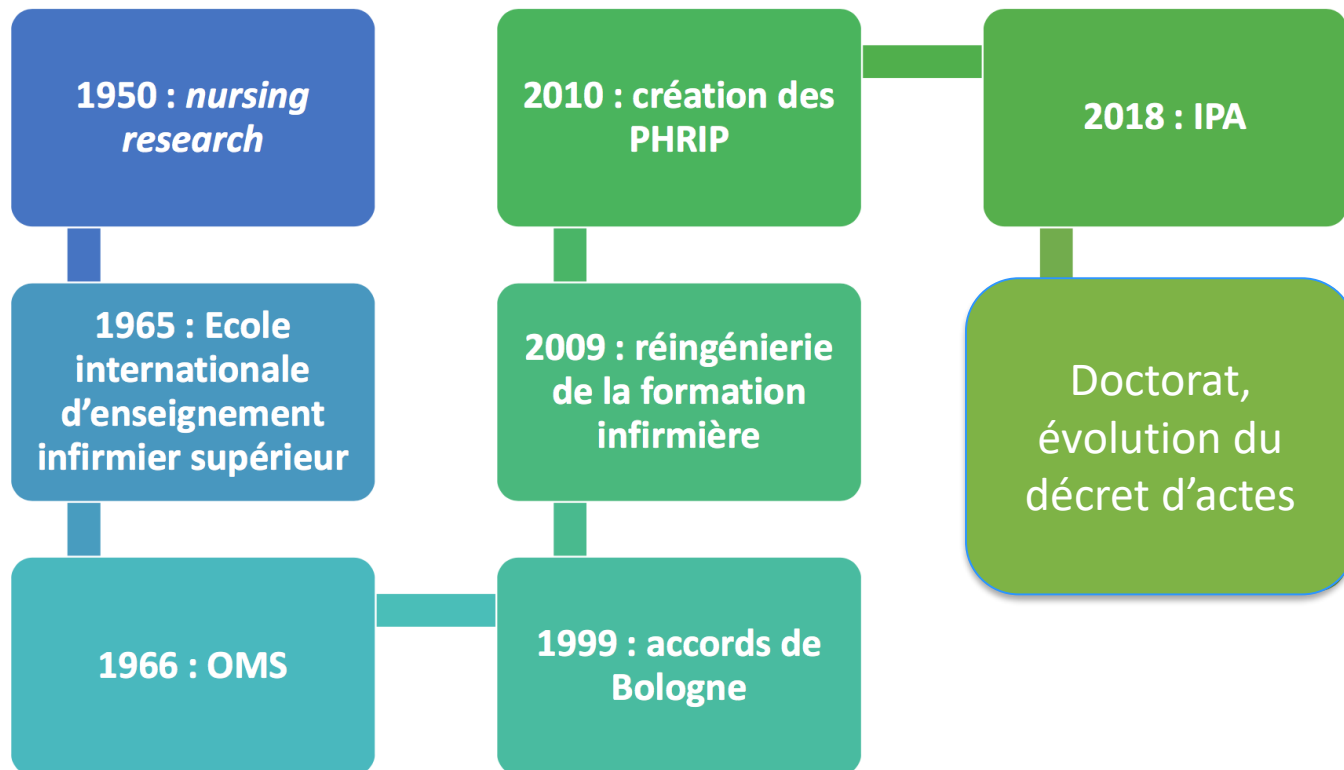 1950 : nursing
research
1965 : Ecole
internationale
d’enseignement
infirmier supérieur
1966 : OMS
1999 : accords de
Bologne
2009 : réingénierie
de la formation
infirmière
2010 : création des
PHRIP
2018 : IPA
Doctorat,
évolution du
décret d’actes